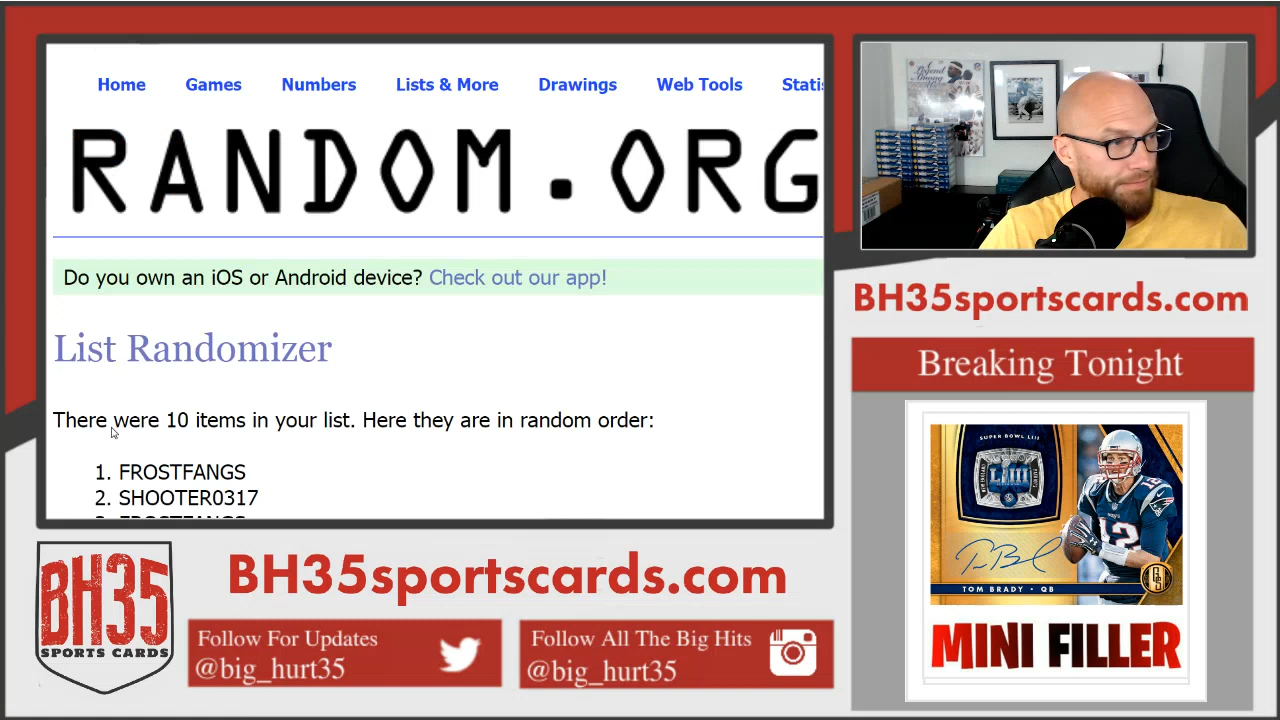 Home Games Numbers Lists & More Drawings Web Tools Statis
RANDOM.ORG
Do you own an iOS or Android device? Check out our app!
List Randomizer
There were 10 items in your list. Here they are in random order:
1. FROSTFANGS
2. SHOOTER0317
BH35sportscards.com
Breaking Tonight
SUPER BOWL LIII
LIII
TOM BRADY • QB
MINI FILLER
BH35
SPORTS CARDS
BH35sportscards.com
Follow For Updates
@big_hurt35
Follow All The Big Hits
@big_hurt35